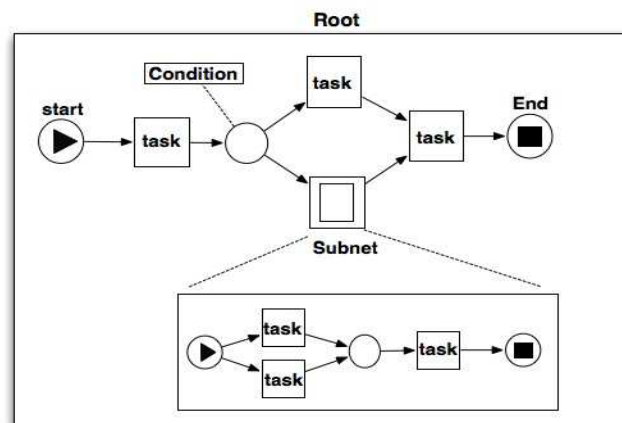 Root
Condition
task
start
End
task
task
Subnet
task
task
task